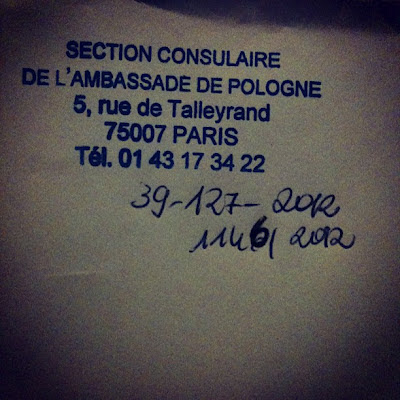 SECTION CONSULAIRE
DE L'AMBASSADE DE POLOGNE
5, rue de Talleyrand
75007 PARIS
Tél. 01 43 17 34 22
39-127-2012
1146/2012